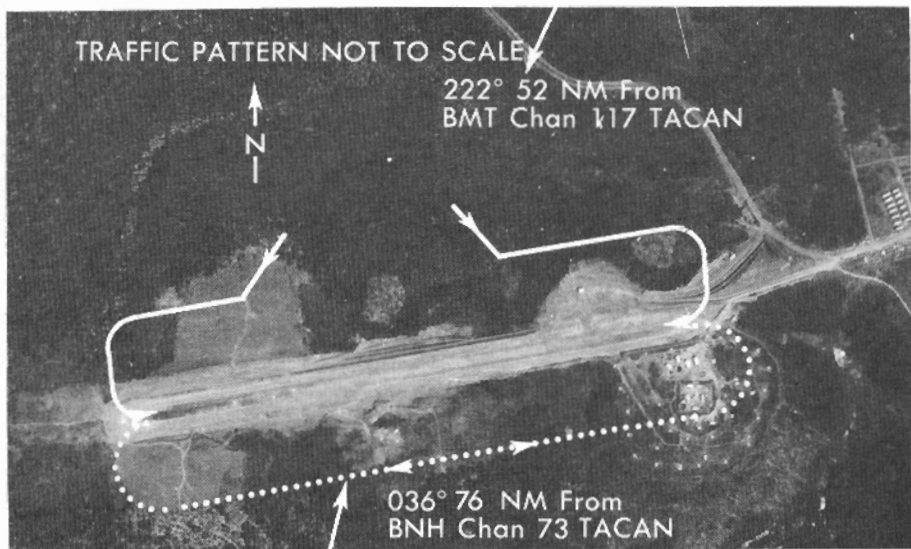 TRAFFIC PATTERN NOT TO SCALE
222° 52 NM From
BMT Chan 117 TACAN
N
036° 76 NM From
BNH Chan 73 TACAN